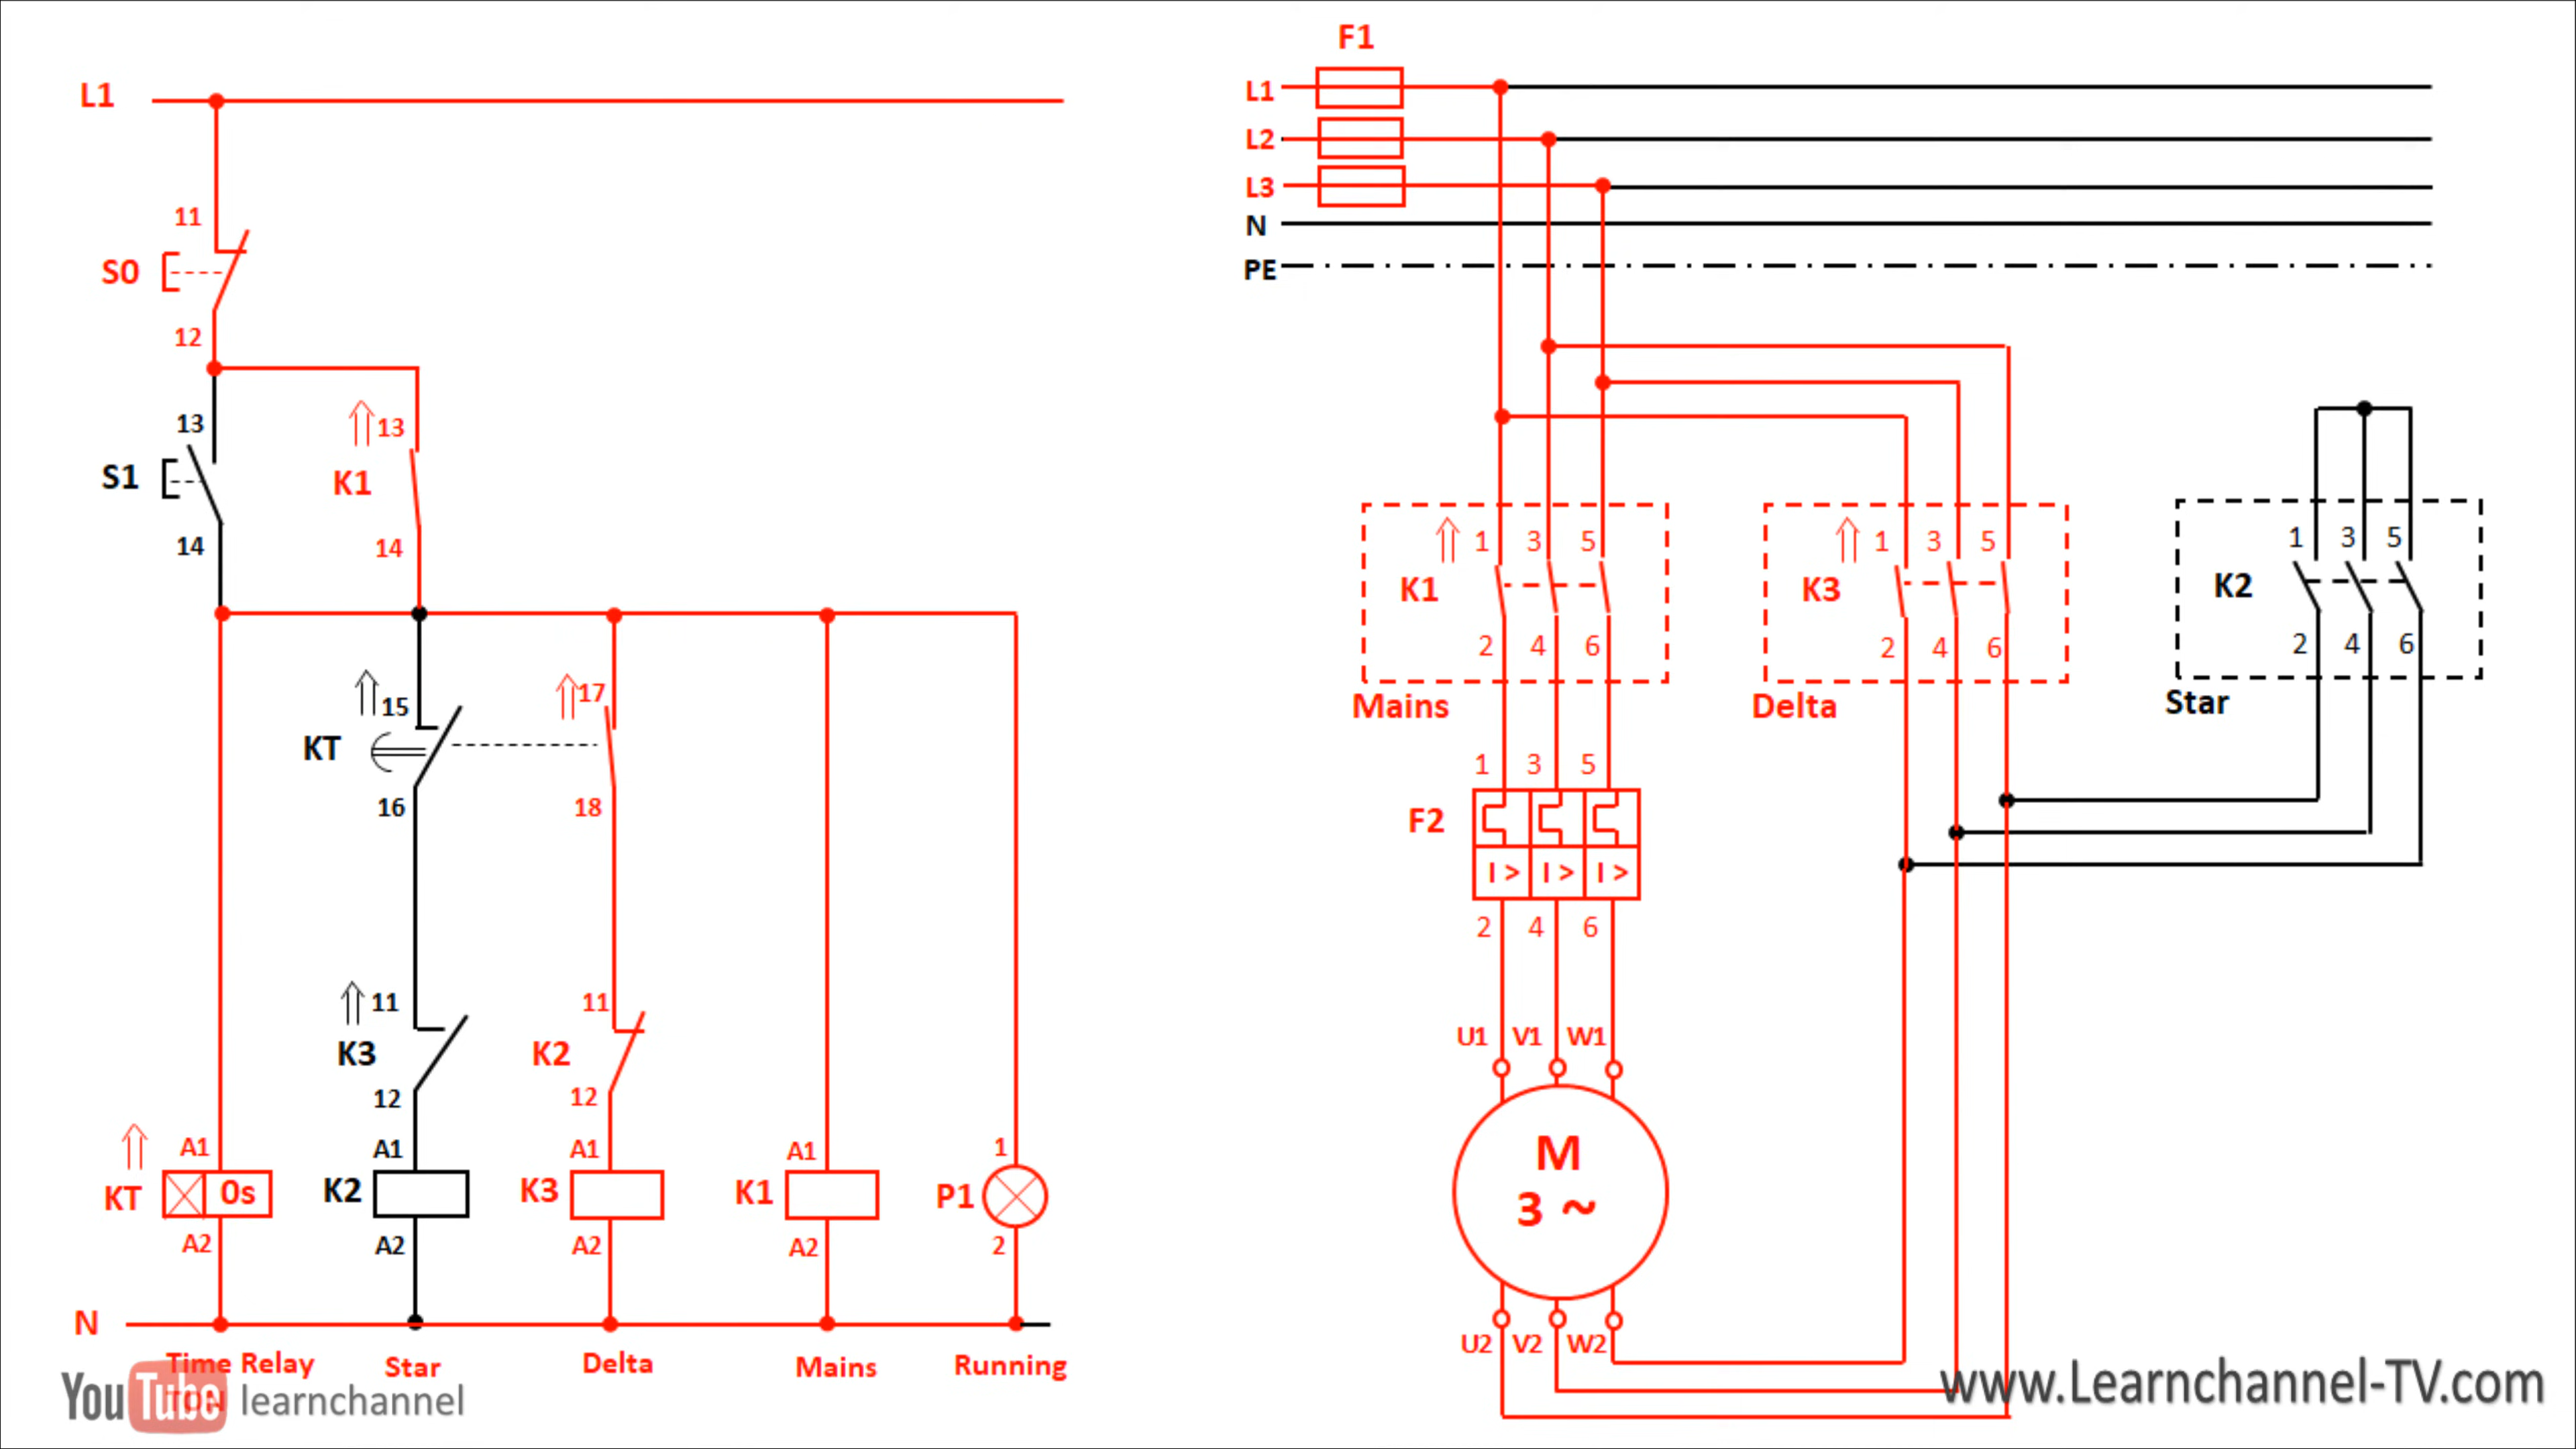 F1
L1
L1
L2
L3
N
PE
11
S0
12
13
S1
14
13
K1
14
15
KT
16
17
18
11
K3
12
11
K2
12
A1
KT
0s
A2
A1
K2
A2
A1
K3
A2
A1
K1
A2
1
P1
2
N
Time Relay
TON
Star
Delta
Mains
Running
1 3 5
K1
2 4 6
Mains
1 3 5
K3
2 4 6
Delta
1 3 5
K2
2 4 6
Star
1 3 5
F2
I > I > I >
2 4 6
U1 V1 W1
M
3 ~
U2 V2 W2
YouTube learnchannel
www.Learnchannel-TV.com